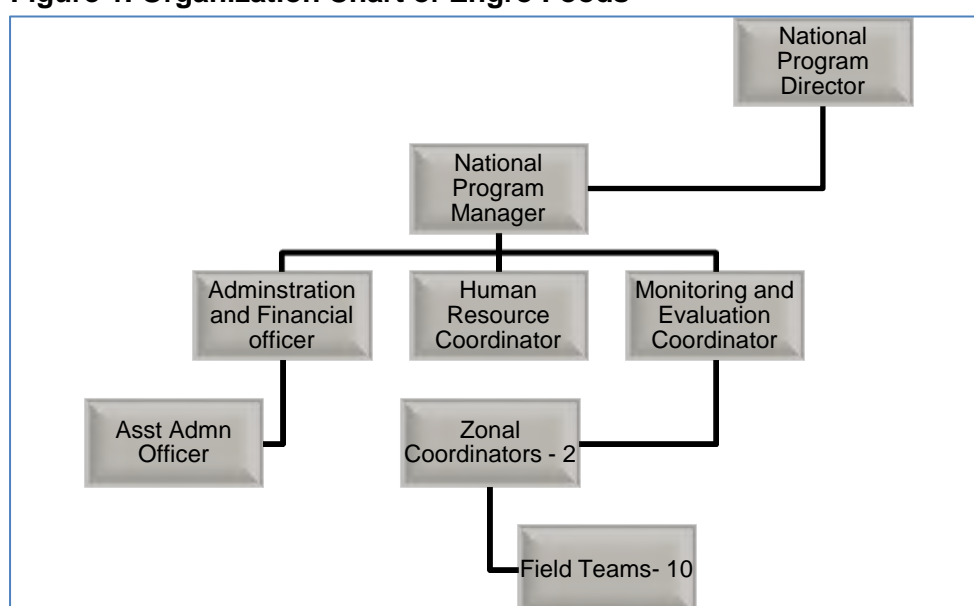 Figure 1: Organization Chart of Engro Foods
National
Program
Director
National
Program
Manager
Adminstration
and Financial
officer
Human
Resource
Coordinator
Monitoring and
Evaluation
Coordinator
Asst Admn
Officer
Zonal
Coordinators - 2
Field Teams- 10